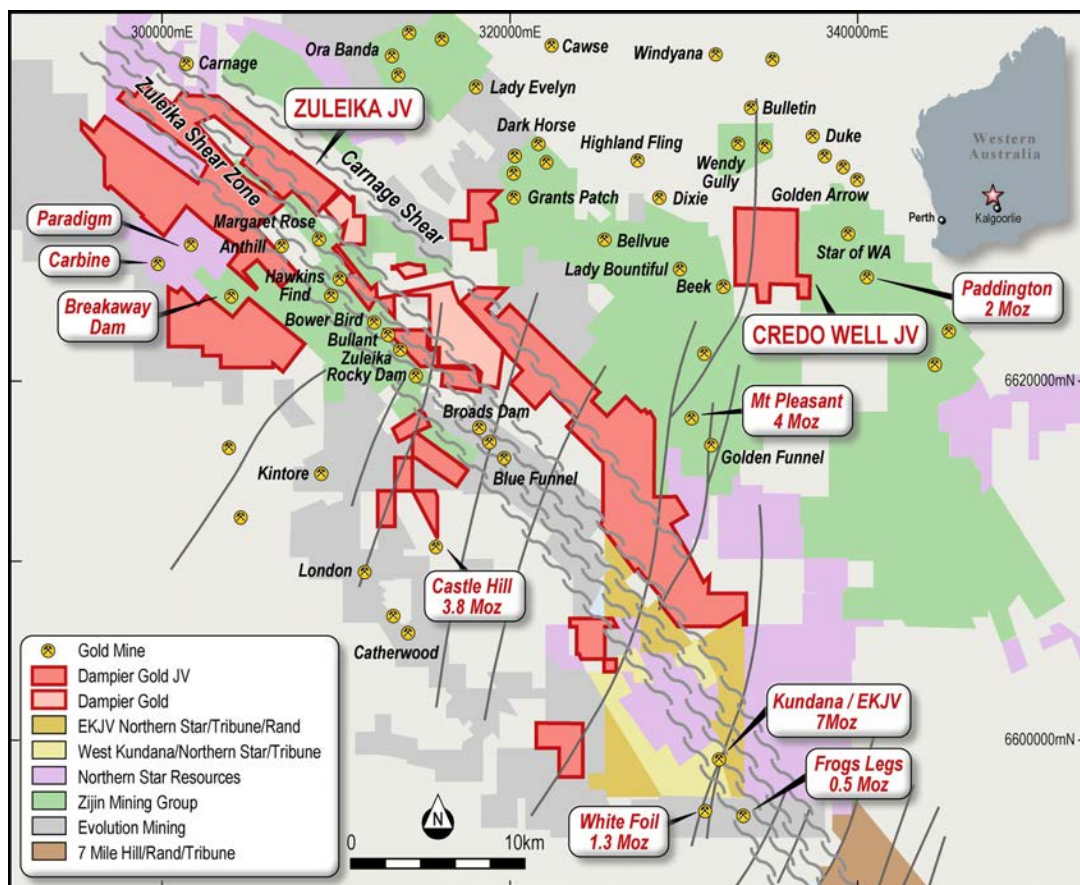 300000mE
320000mE
340000mE
Carnage
Ora Banda
Cawse
Windyana
Lady Evelyn
ZULEIKA JV
Zuleika Shear Zone
Carnage Shear
Dark Horse
Highland Fling
Grants Patch
Dixie
Bulletin
Duke
Wendy
Gully
Golden Arrow
Western
Australia
Perth
Kalgoorlie
Paradigm
Carbine
Breakaway
Dam
Margaret Rose
Anthill
Hawkins
Find
Bower Bird
Bullant
Zuleika
Rocky Dam
Bellvue
Lady Bountiful
Beek
Star of WA
Paddington
2 Moz
CREDO WELL JV
6620000mN
Mt Pleasant
4 Moz
Golden Funnel
Broads Dam
Blue Funnel
Kintore
London
Castle Hill
3.8 Moz
Catherwood
Kundana / EKJV
7Moz
6600000mN
Frogs Legs
0.5 Moz
White Foil
1.3 Moz
Gold Mine
Dampier Gold JV
Dampier Gold
EKJV Northern Star/Tribune/Rand
West Kundana/Northern Star/Tribune
Northern Star Resources
Zijin Mining Group
Evolution Mining
7 Mile Hill/Rand/Tribune
N
0
10km